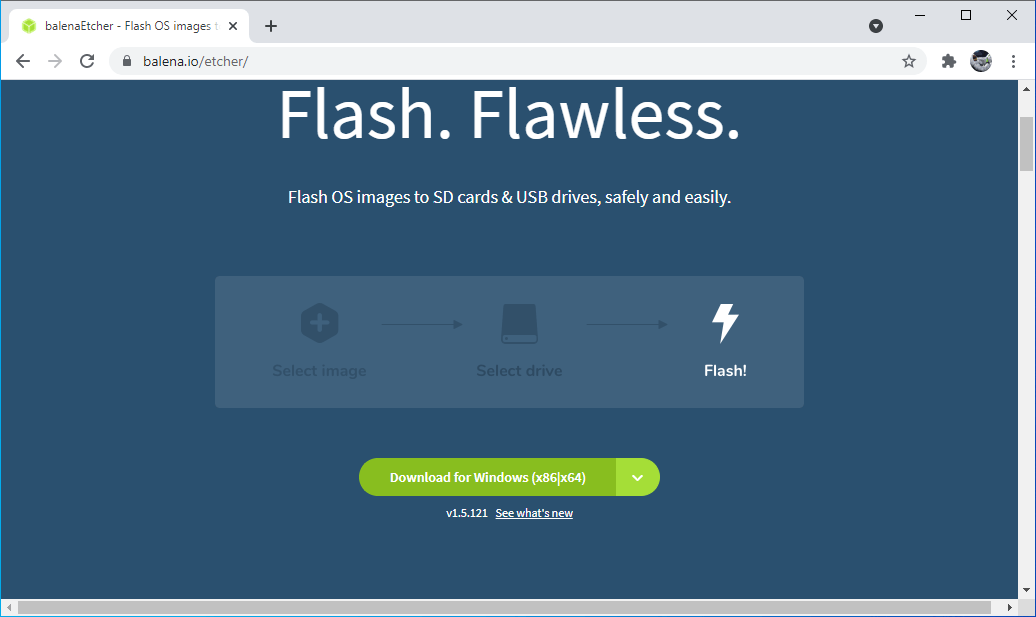 balenaEtcher - Flash OS images to
balena.io/etcher/
Flash. Flawless.
Flash OS images to SD cards & USB drives, safely and easily.
Select image
Select drive
Flash!
Download for Windows (x86|x64)
v1.5.121 See what's new